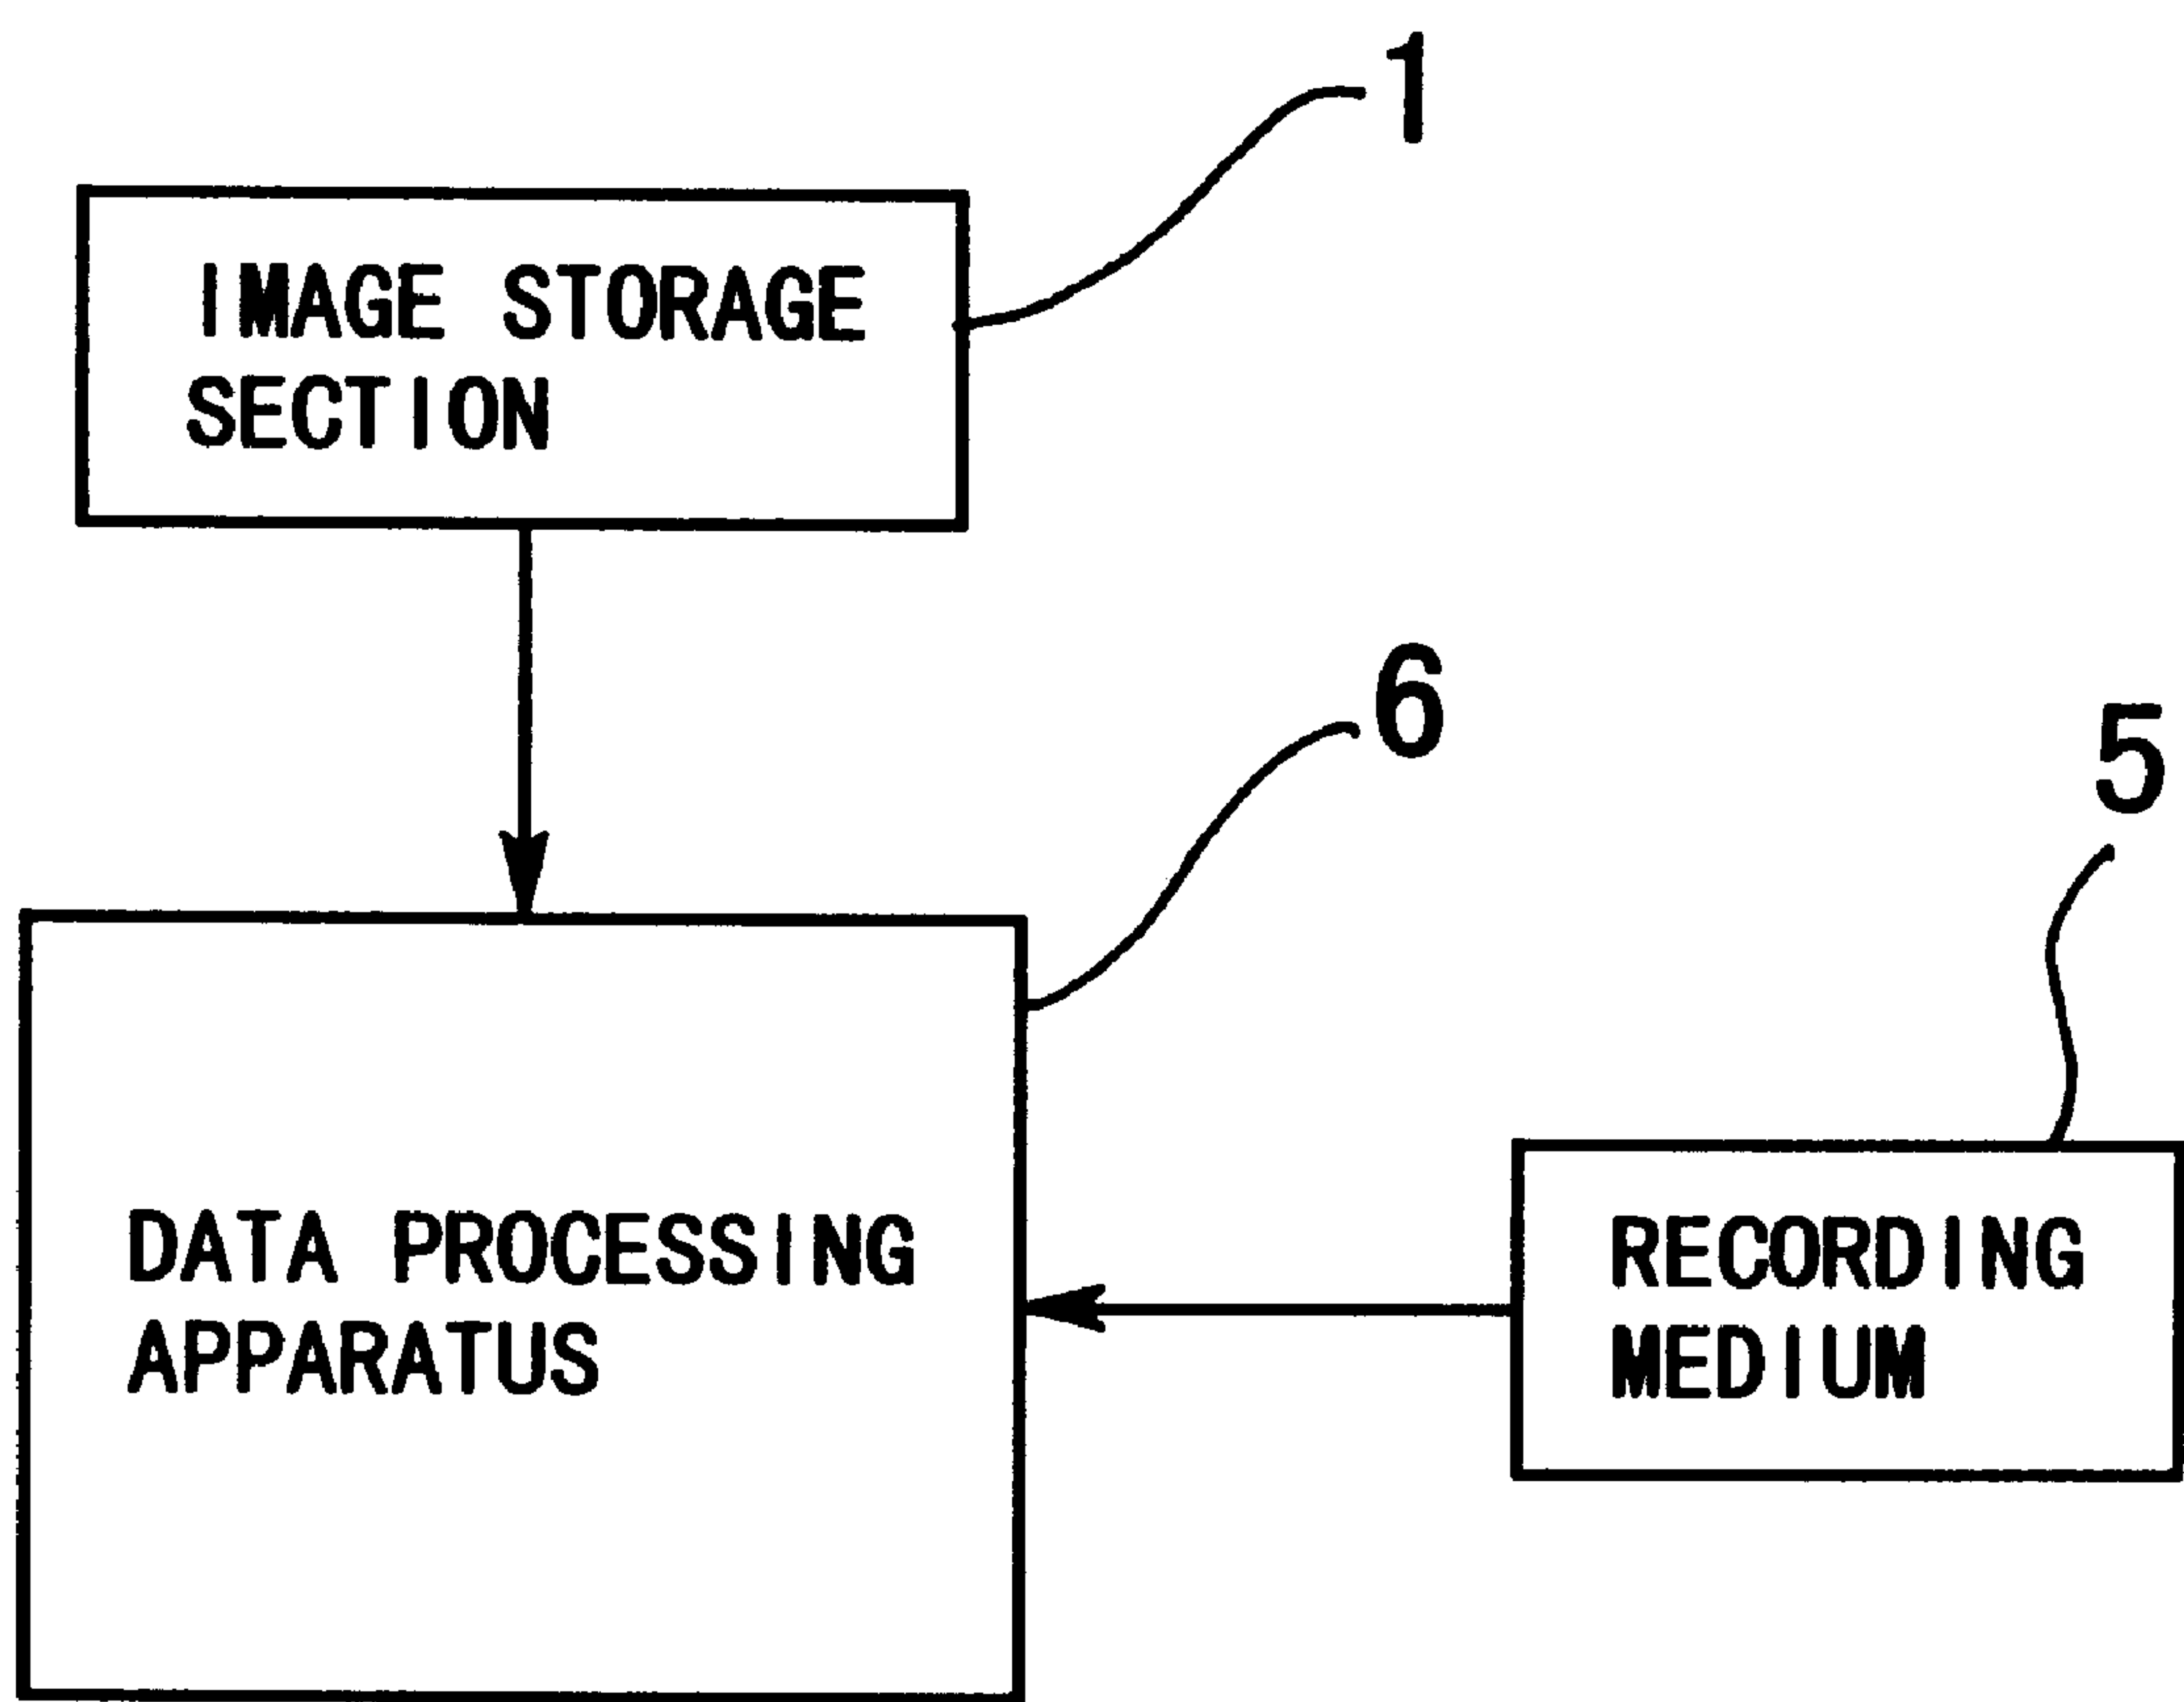 1
IMAGE STORAGE
SECTION
6
5
DATA PROCESSING
APPARATUS
RECORDING
MEDIUM